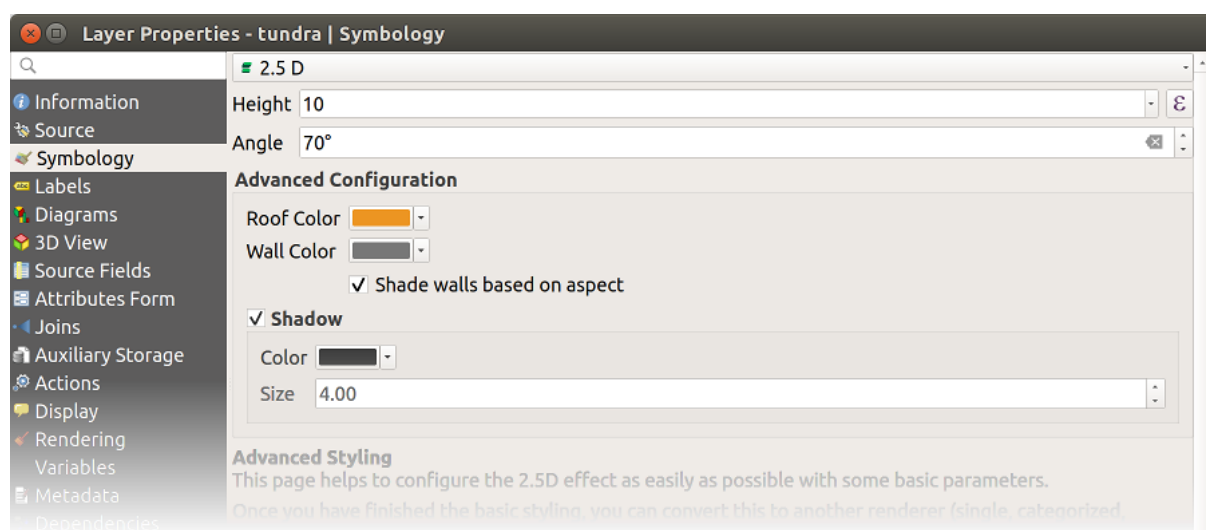 Layer Properties - tundra | Symbology
2.5 D
Information
Height 10 ε
Source
Angle 70°
Symbology
Labels
Diagrams
3D View
Source Fields
Attributes Form
Joins
Auxiliary Storage
Actions
Display
Rendering
Variables
Metadata
Dependencies
Advanced Configuration
Roof Color
Wall Color
Shade walls based on aspect
Shadow
Color
Size 4.00
Advanced Styling
This page helps to configure the 2.5D effect as easily as possible with some basic parameters.
Once you have finished the basic styling, you can convert this to another renderer (single, categorized,